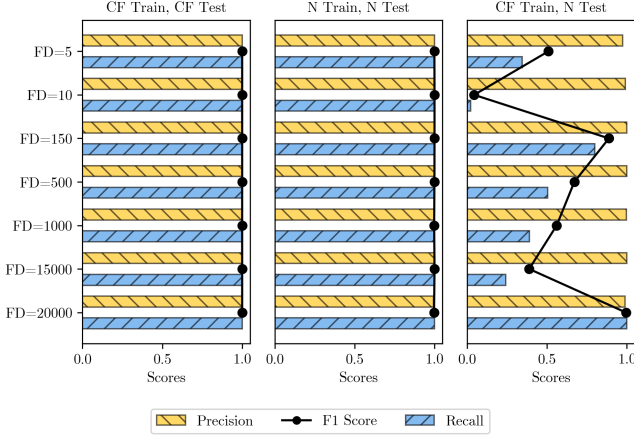 CF Train, CF Test
N Train, N Test
CF Train, N Test
FD=5
FD=10
FD=150
FD=500
FD=1000
FD=15000
FD=20000
0.0 0.5 1.0
0.0 0.5 1.0
0.0 0.5 1.0
Scores
Scores
Scores
Precision
F1 Score
Recall